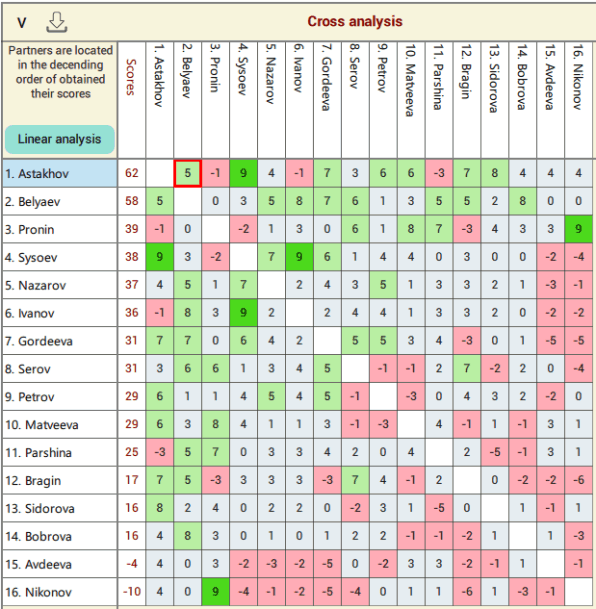 V
Cross analysis
Partners are located
in the decending
order of obtained
their scores
Linear analysis
Scores
1. Astakhov
2. Belyaev
3. Pronin
4. Sysoev
5. Nazarov
6. Ivanov
7. Gordeeva
8. Serov
9. Petrov
10. Matveeva
11. Parshina
12. Bragin
13. Sidorova
14. Bobrova
15. Avdeeva
16. Nikonov
1. Astakhov 62 5 -1 9 4 -1 7 3 6 6 -3 7 8 4 4 4
2. Belyaev 58 5 0 3 5 8 7 6 1 3 5 5 2 8 0 0
3. Pronin 39 -1 0 -2 1 3 0 6 1 8 7 -3 4 3 3 9
4. Sysoev 38 9 3 -2 7 9 6 1 4 4 0 3 0 0 -2 -4
5. Nazarov 37 4 5 1 7 2 4 3 5 1 3 3 2 1 -3 -1
6. Ivanov 36 -1 8 3 9 2 2 4 4 1 3 3 2 0 -2 -2
7. Gordeeva 31 7 7 0 6 4 2 5 5 3 4 -3 0 1 -5 -5
8. Serov 31 3 6 6 1 3 4 5 -1 -1 2 7 -2 2 0 -4
9. Petrov 29 6 1 1 4 5 4 5 -1 -3 0 4 3 2 -2 0
10. Matveeva 29 6 3 8 4 1 1 3 -1 -3 4 -1 1 -1 3 1
11. Parshina 25 -3 5 7 0 3 3 4 2 0 4 2 -5 -1 3 1
12. Bragin 17 7 5 -3 3 3 3 -3 7 4 -1 2 0 -2 -2 -6
13. Sidorova 16 8 2 4 0 2 2 0 -2 3 1 -5 0 1 -1 1
14. Bobrova 16 4 8 3 0 1 0 1 2 2 -1 -1 -2 1 1 -3
15. Avdeeva -4 4 0 3 -2 -3 -2 -5 0 -2 3 3 -2 -1 1 -1
16. Nikonov -10 4 0 9 -4 -1 -2 -5 -4 0 1 1 -6 1 -3 -1